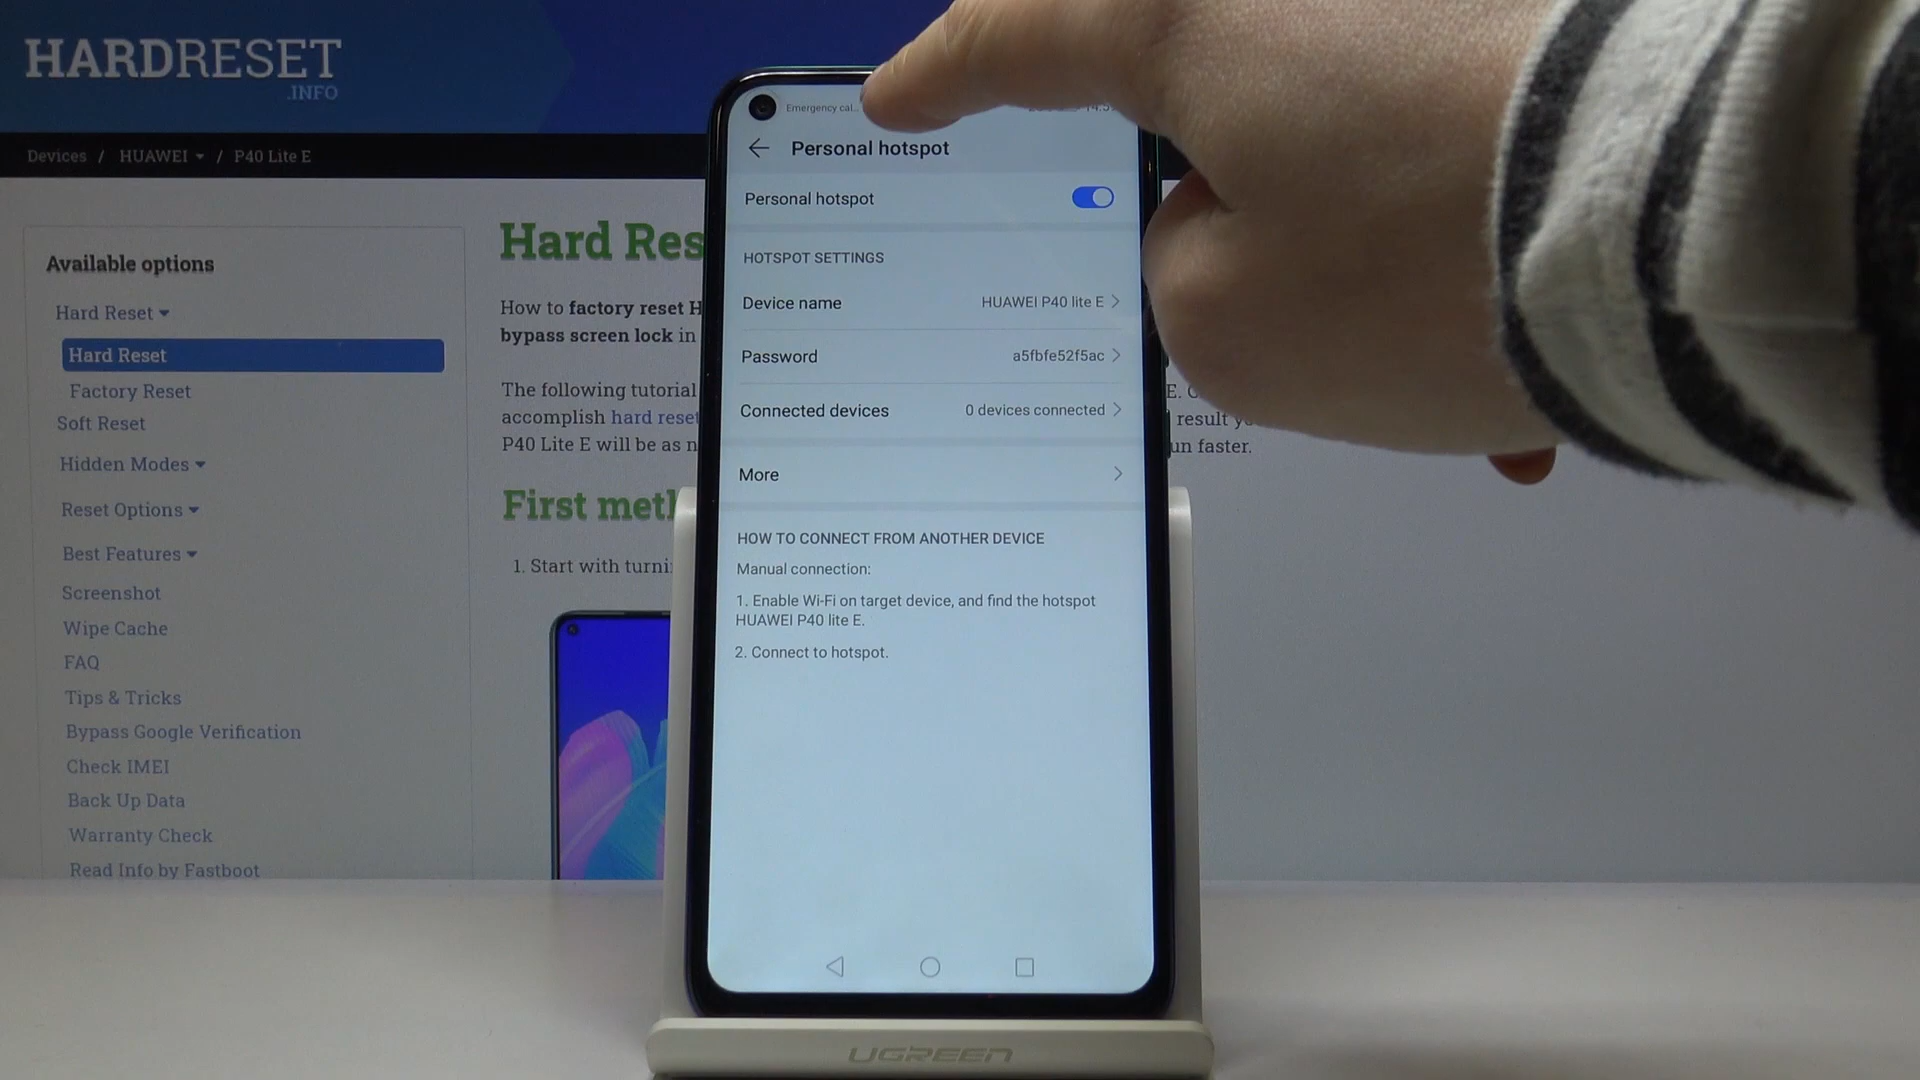 HARDRESET
.INFO
Devices / HUAWEI / P40 Lite E
Available options
Hard Reset
Hard Reset
Factory Reset
Soft Reset
Hidden Modes
Reset Options
Best Features
Screenshot
Wipe Cache
FAQ
Tips & Tricks
Bypass Google Verification
Check IMEI
Back Up Data
Warranty Check
Read Info by Fastboot
Hard
How to factory reset
bypass screen lock in
The following tutorial
accomplish hard reset
P40 Lite E will be as
First
1. Start with
E.
result
faster.
Emergency cal...
Personal hotspot
Personal hotspot
HOTSPOT SETTINGS
Device name HUAWEI P40 lite E
Password a5fbfe52f5ac
Connected devices 0 devices connected
More
HOW TO CONNECT FROM ANOTHER DEVICE
Manual connection:
1. Enable Wi-Fi on target device, and find the hotspot
HUAWEI P40 lite E.
2. Connect to hotspot.
UGREEN